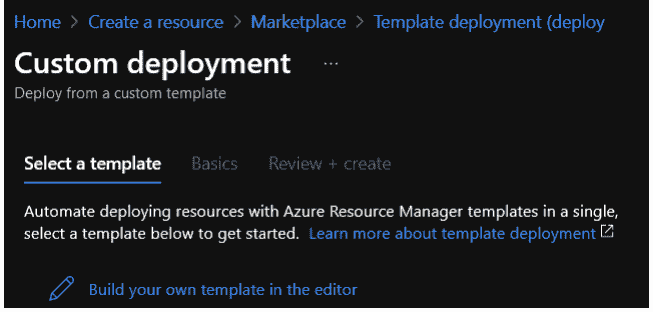 Home > Create a resource > Marketplace > Template deployment (deploy
Custom deployment ...
Deploy from a custom template
Select a template Basics Review + create
Automate deploying resources with Azure Resource Manager templates in a single,
select a template below to get started. Learn more about template deployment
Build your own template in the editor